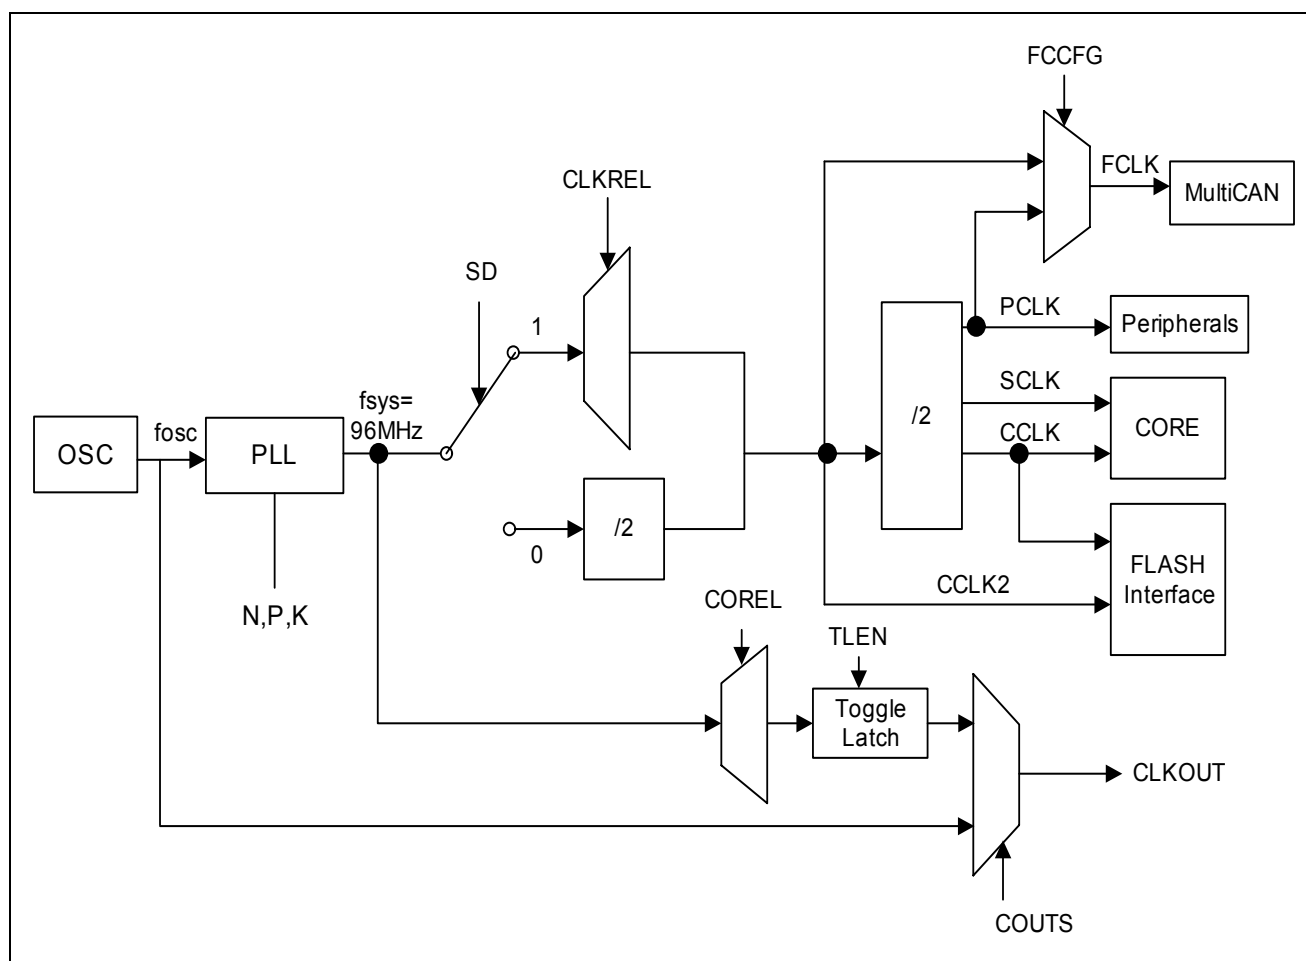 FCCFG
FCLK
MultiCAN
CLKREL
SD
1
PCLK
Peripherals
SCLK
/2
CCLK
CORE
fsys=
96MHz
fosc
OSC
PLL
/2
0
FLASH
Interface
CCLK2
N,P,K
COREL
TLEN
Toggle
Latch
CLKOUT
COUTS